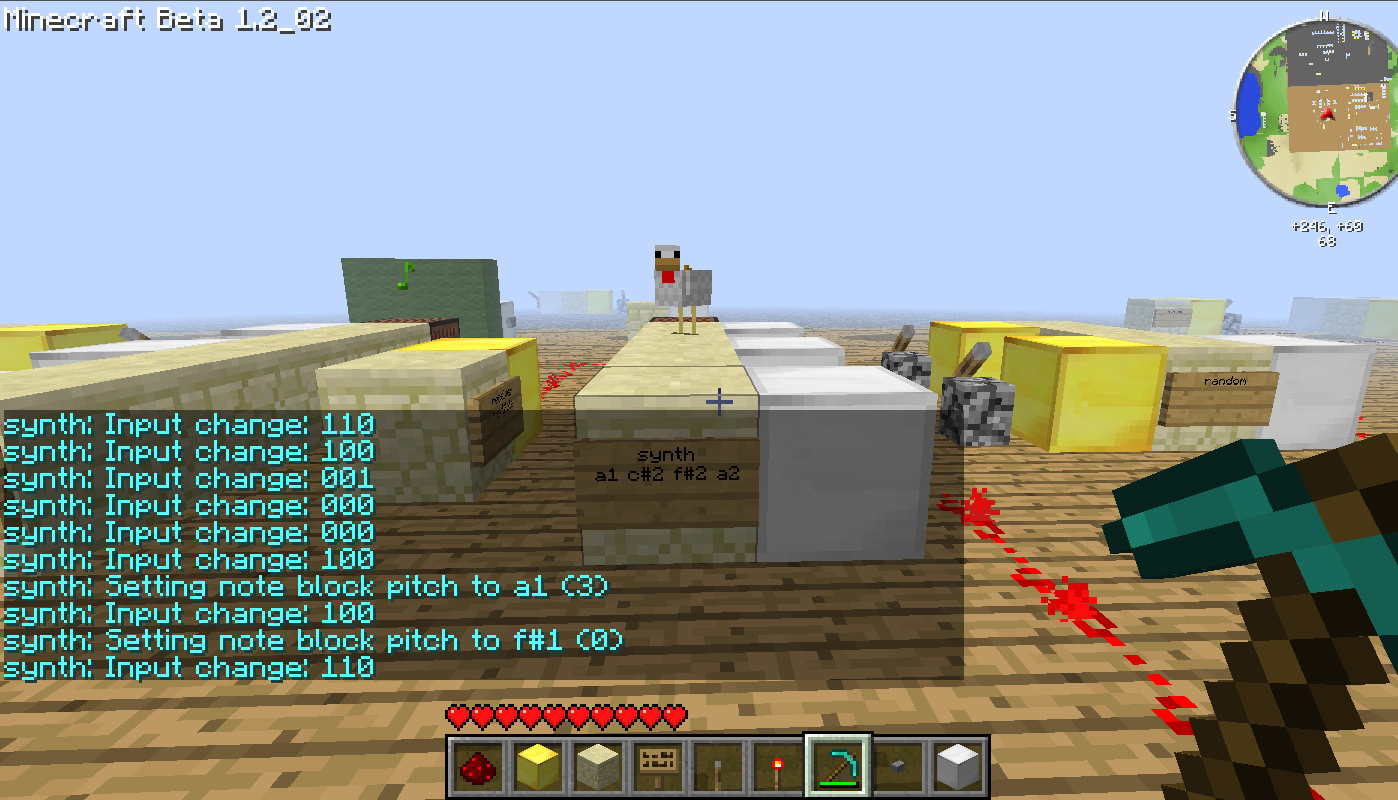 Minecraft Beta 1.2_02
N
S
E
+246, +60
68
random
synth
a1 c#2 f#2 a2
synth: Input change: 110
synth: Input change: 100
synth: Input change: 001
synth: Input change: 000
synth: Input change: 000
synth: Input change: 100
synth: Setting note block pitch to a1 (3)
synth: Input change: 100
synth: Setting note block pitch to f#1 (0)
synth: Input change: 110